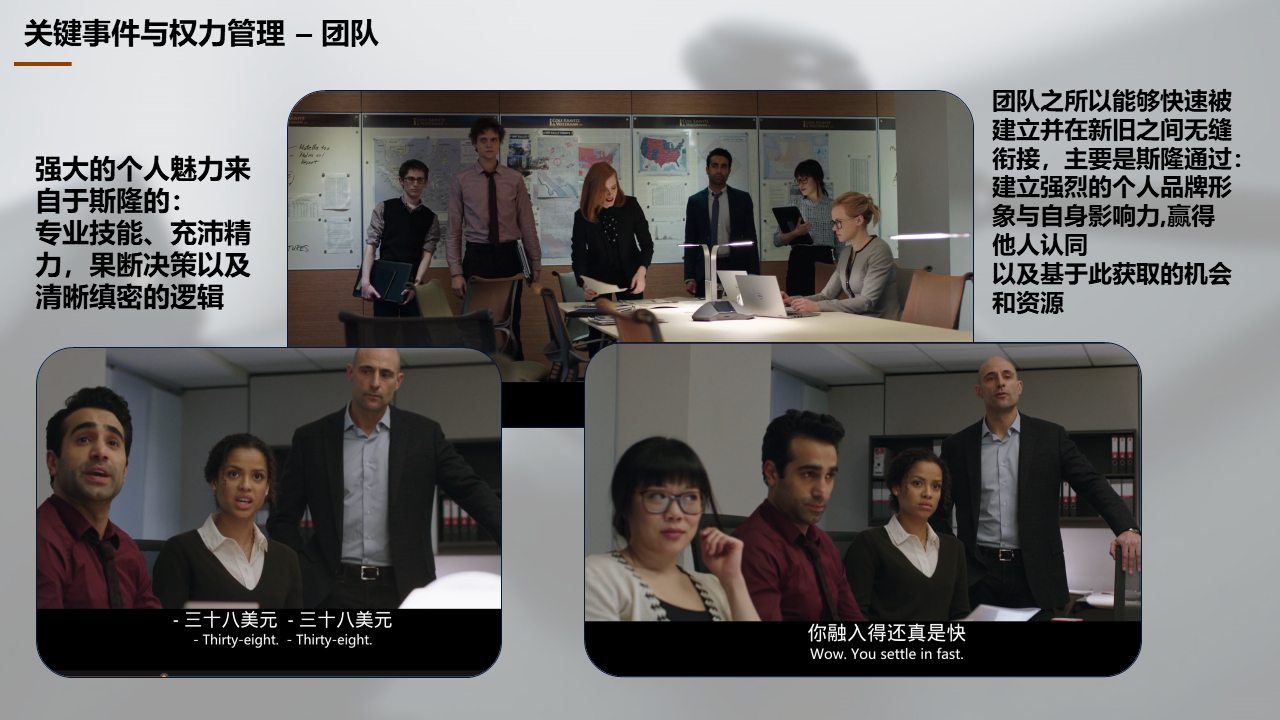 关键事件与权力管理 – 团队
强大的个人魅力来
自于斯隆的：
专业技能、充沛精
力，果断决策以及
清晰缜密的逻辑
团队之所以能够快速被
建立并在新旧之间无缝
衔接，主要是斯隆通过：
建立强烈的个人品牌形
象与自身影响力,赢得
他人认同
以及基于此获取的机会
和资源
- 三十八美元 - 三十八美元
- Thirty-eight. - Thirty-eight.
你融入得还真是快
Wow. You settle in fast.